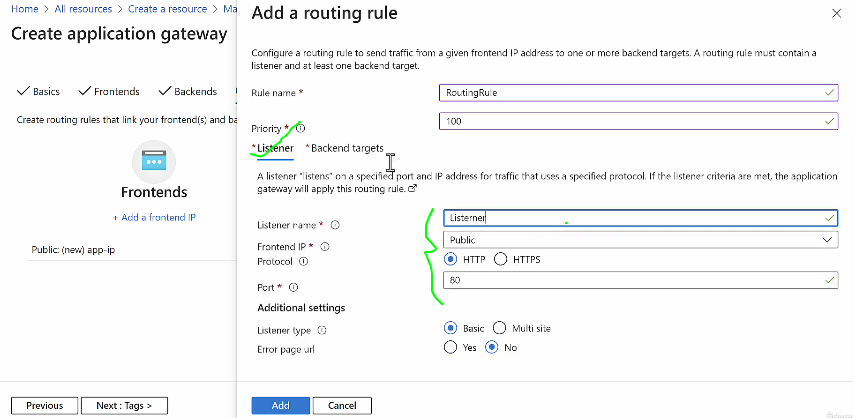 Home > All resources > Create a resource > Ma
Create application gateway
Basics Frontends Backends
Create routing rules that link your frontend(s) and ba
Frontends
+ Add a frontend IP
Public: (new) app-ip
Previous
Next : Tags >
Add a routing rule
Configure a routing rule to send traffic from a given frontend IP address to one or more backend targets. A routing rule must contain a
listener and at least one backend target.
Rule name *
RoutingRule
Priority *
100
* Listener * Backend targets
A listener "listens" on a specified port and IP address for traffic that uses a specified protocol. If the listener criteria are met, the application
gateway will apply this routing rule.
Listener name *
Listerner
Frontend IP *
Public
Protocol
HTTP HTTPS
Port *
80
Additional settings
Listener type
Basic Multi site
Error page url
Yes No
Add
Cancel